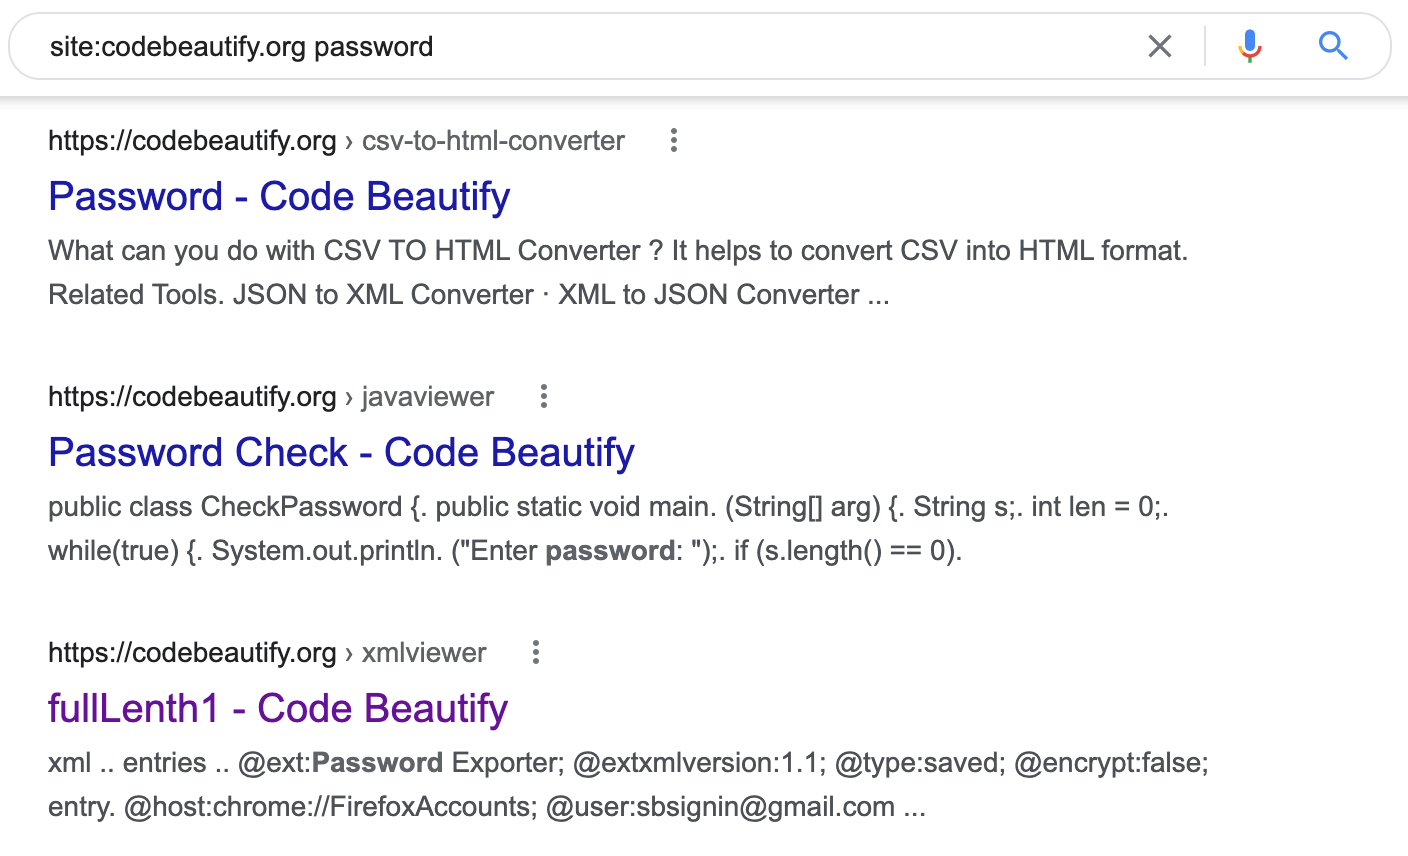 site:codebeautify.org password
https://codebeautify.org › csv-to-html-converter
Password - Code Beautify
What can you do with CSV TO HTML Converter ? It helps to convert CSV into HTML format.
Related Tools. JSON to XML Converter · XML to JSON Converter ...
https://codebeautify.org › javaviewer
Password Check - Code Beautify
public class CheckPassword {. public static void main. (String[] arg) {. String s;. int len = 0;.
while(true) {. System.out.println. ("Enter password: ");. if (s.length() == 0).
https://codebeautify.org › xmlviewer
fullLenth1 - Code Beautify
xml .. entries .. @ext:Password Exporter; @extxmlversion:1.1; @type:saved; @encrypt:false;
entry. @host:chrome://FirefoxAccounts; @user:sbsignin@gmail.com ...